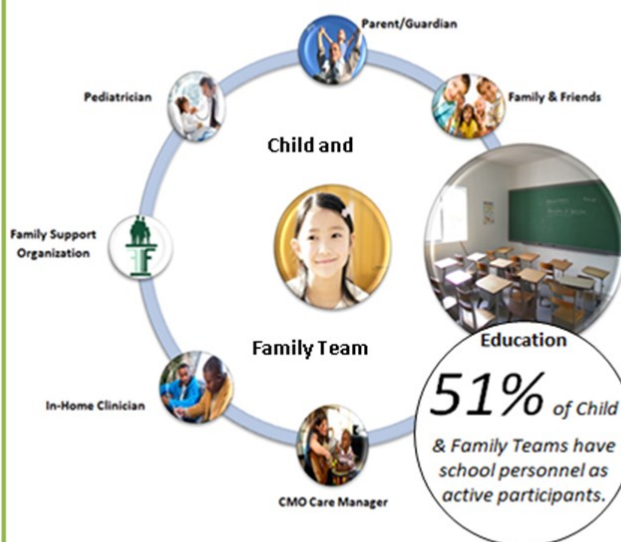 Parent/Guardian
Pediatrician
Family & Friends
Child and
Family Support
Organization
Family Team
Education
51% of Child
& Family Teams have
school personnel as
active participants.
In-Home Clinician
CMO Care Manager